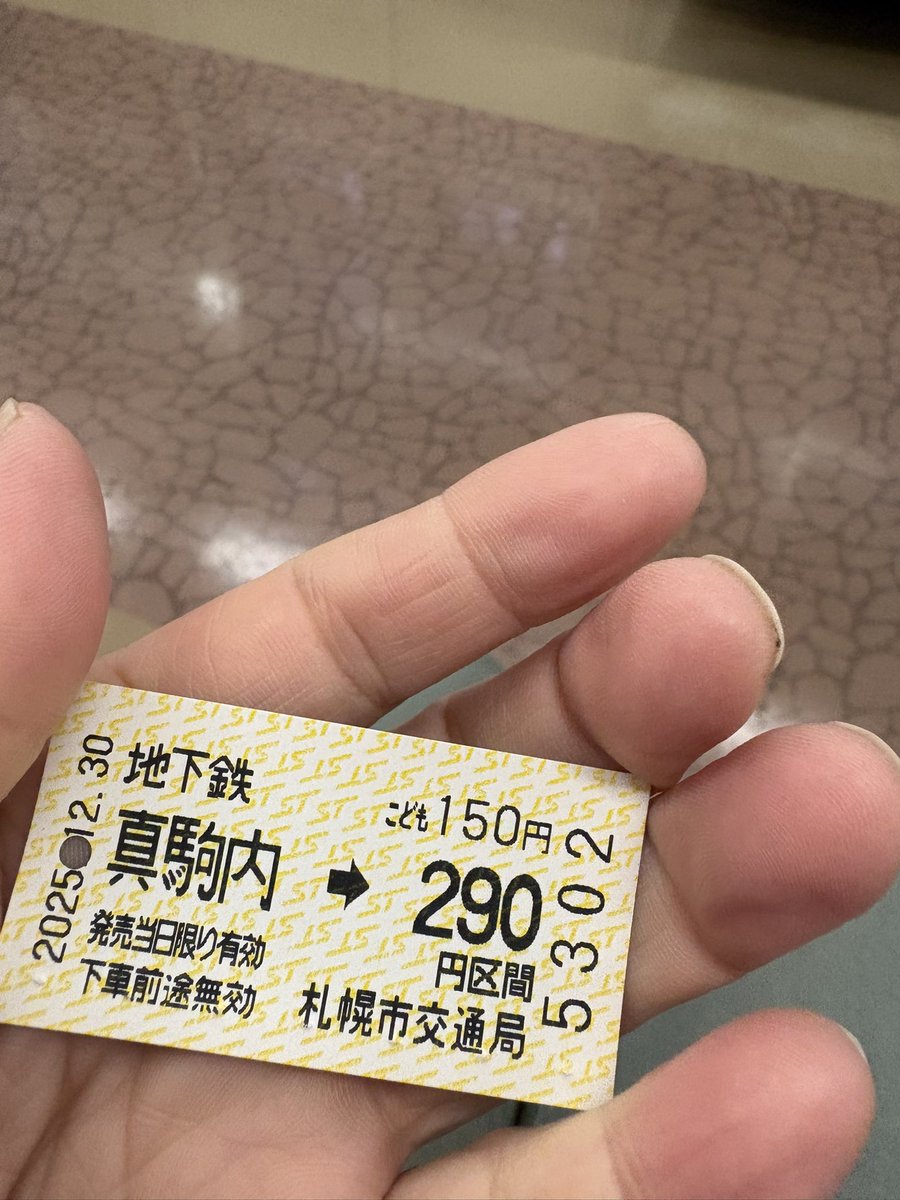 2025.12.30
地下鉄
真駒内 ➡ 290
こども150円
円区間
発売当日限り有効
下車前途無効
札幌市交通局
5302